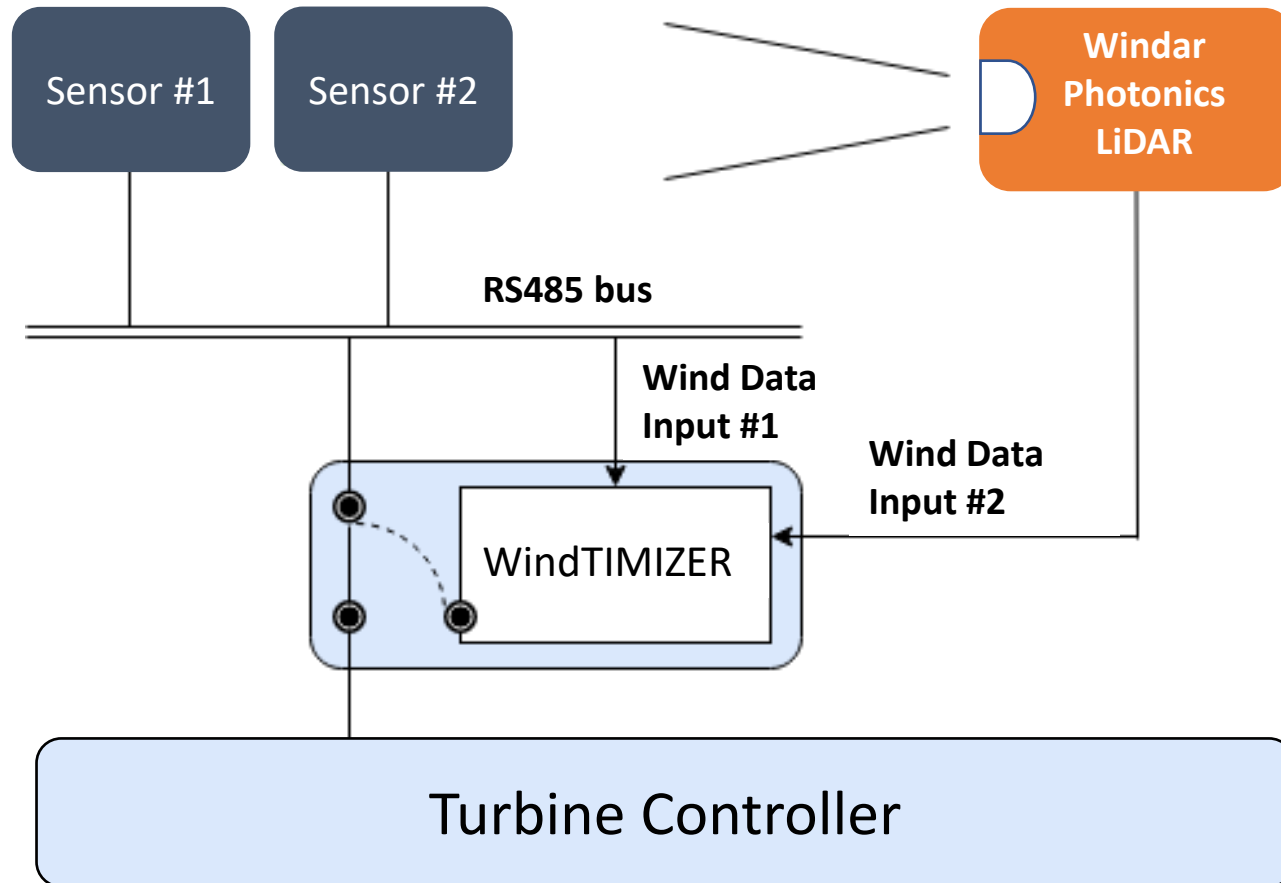 Sensor #1
Sensor #2
Windar
Photonics
LiDAR
RS485 bus
Wind Data
Input #1
Wind Data
Input #2
WindTIMIZER
Turbine Controller